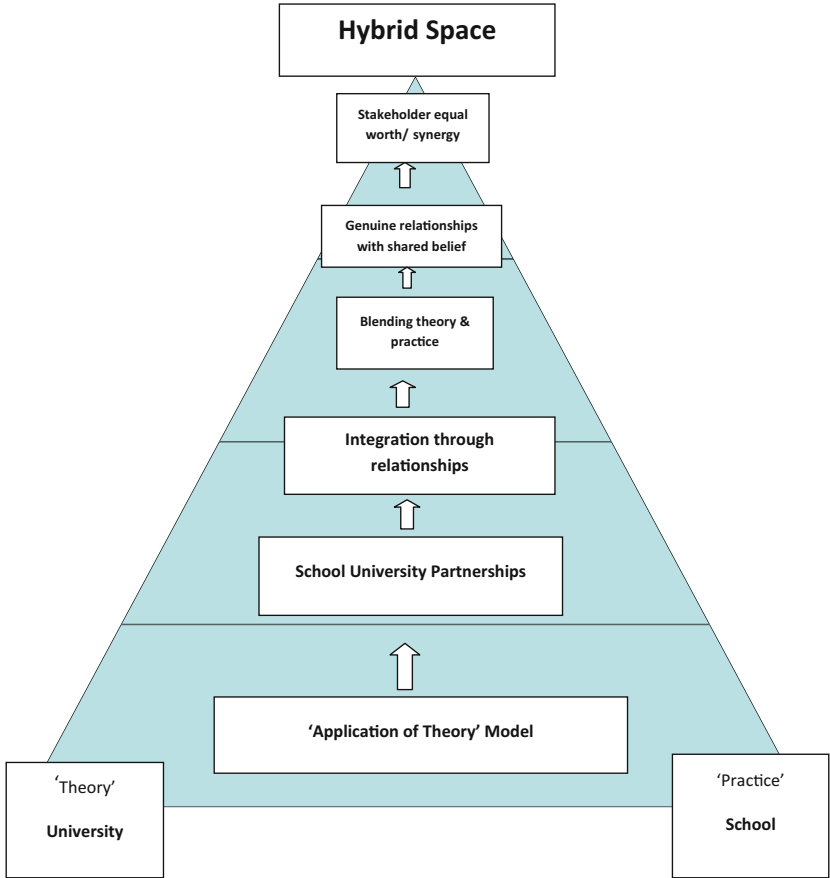 Hybrid Space
Stakeholder equal
worth/ synergy
Genuine relationships
with shared belief
Blending theory &
practice
Integration through
relationships
School University Partnerships
‘Application of Theory’ Model
‘Theory’
University
‘Practice’
School